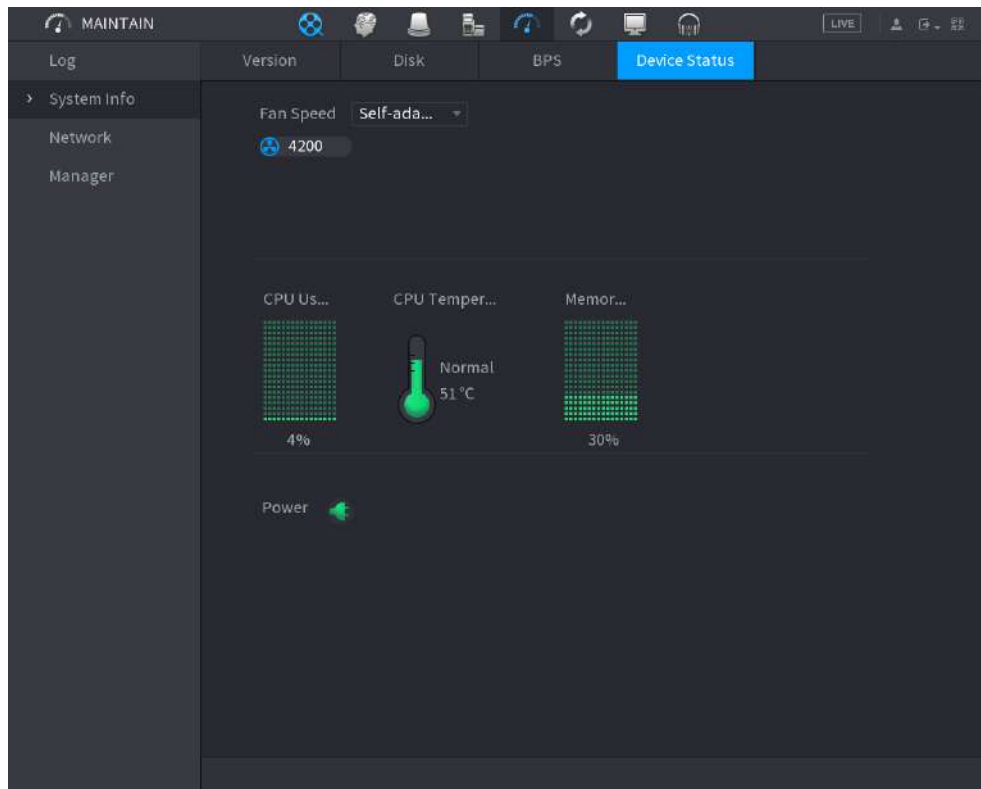 MAINTAIN
LIVE
Log
Version
Disk
BPS
Device Status
System Info
Network
Manager
Fan Speed
Self-ada...
4200
CPU Us...
CPU Temper...
Memor...
Normal
51°C
4%
30%
Power